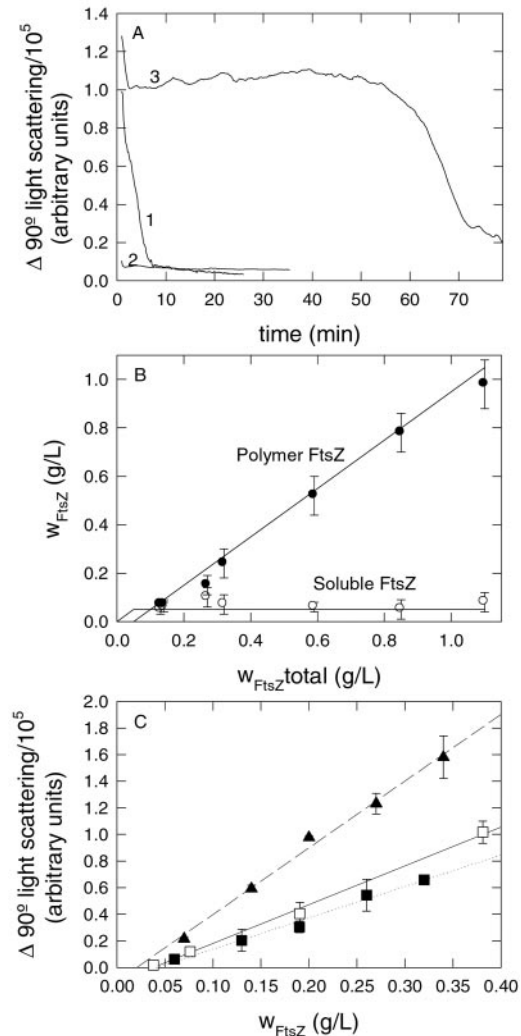 A
1.4
1.2
1.0
0.8
0.6
0.4
0.2
0.0
3
1
2
0 10 20 30 40 50 60 70
Δ 90º light scattering/10⁵
(arbitrary units)
time (min)
B
1.0
0.8
0.6
0.4
0.2
0.0
Polymer FtsZ
Soluble FtsZ
0.0 0.2 0.4 0.6 0.8 1.0
w_FtsZ (g/L)
w_FtsZ total (g/L)
C
2.0
1.8
1.6
1.4
1.2
1.0
0.8
0.6
0.4
0.2
0.0
0.00 0.05 0.10 0.15 0.20 0.25 0.30 0.35 0.40
Δ 90º light scattering/10⁵
(arbitrary units)
w_FtsZ (g/L)